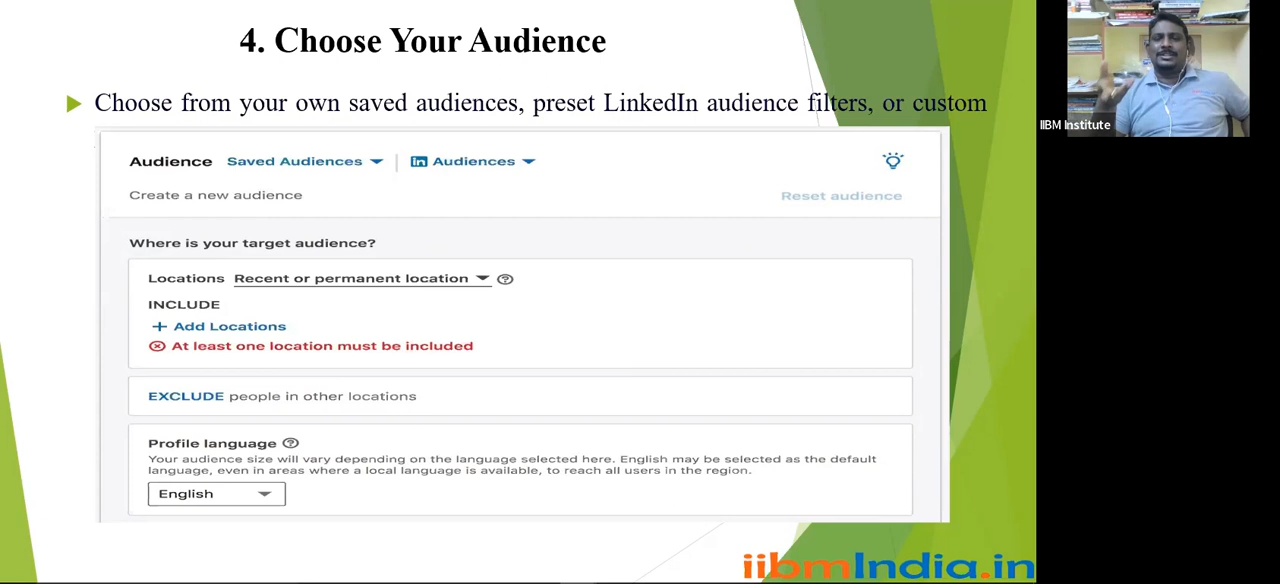 4. Choose Your Audience
Choose from your own saved audiences, preset LinkedIn audience filters, or custom
Audience Saved Audiences | in Audiences
Create a new audience Reset audience
Where is your target audience?
Locations Recent or permanent location ?
INCLUDE
+ Add Locations
At least one location must be included
EXCLUDE people in other locations
Profile language ?
Your audience size will vary depending on the language selected here. English may be selected as the default
language, even in areas where a local language is available, to reach all users in the region.
English
iibmIndia.in
IIBM Institute